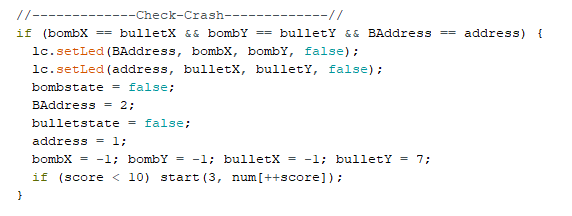 //-------------Check-Crash-------------//
if (bombX == bulletX && bombY == bulletY && BAddress == address) {
  lc.setLed(BAddress, bombX, bombY, false);
  lc.setLed(address, bulletX, bulletY, false);
  bombstate = false;
  BAddress = 2;
  bulletstate = false;
  address = 1;
  bombX = -1; bombY = -1; bulletX = -1; bulletY = 7;
  if (score < 10) start(3, num[++score]);
}